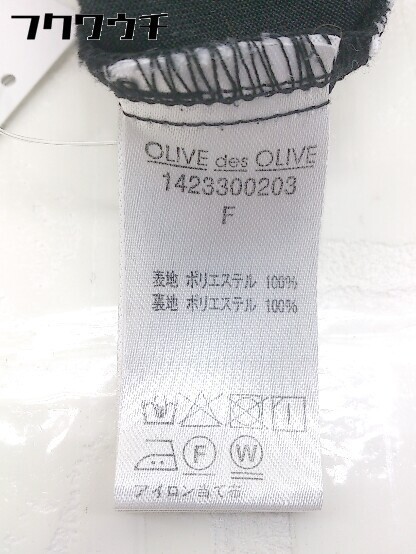 フクワウチ
OLIVE des OLIVE
1423300203
F
表地 ポリエステル 100%
裏地 ポリエステル 100%
F W
アイロン当て布